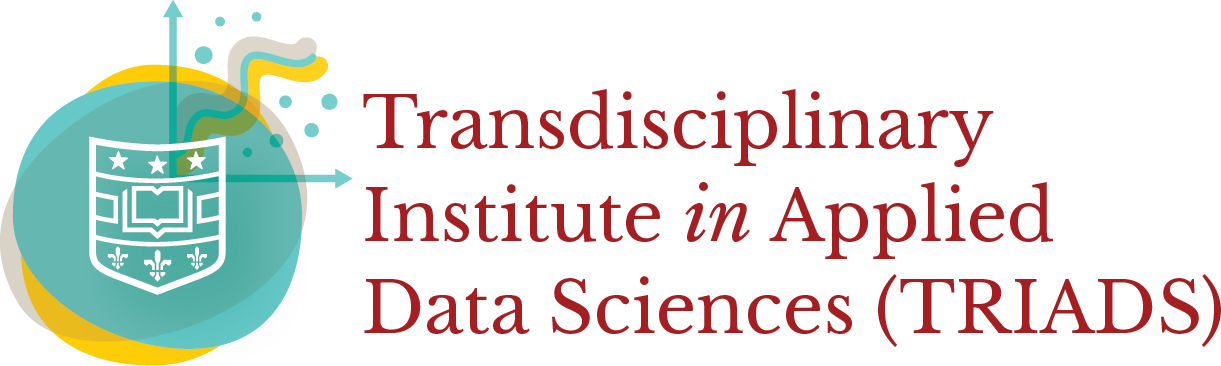 Transdisciplinary
Institute in Applied
Data Sciences (TRIADS)